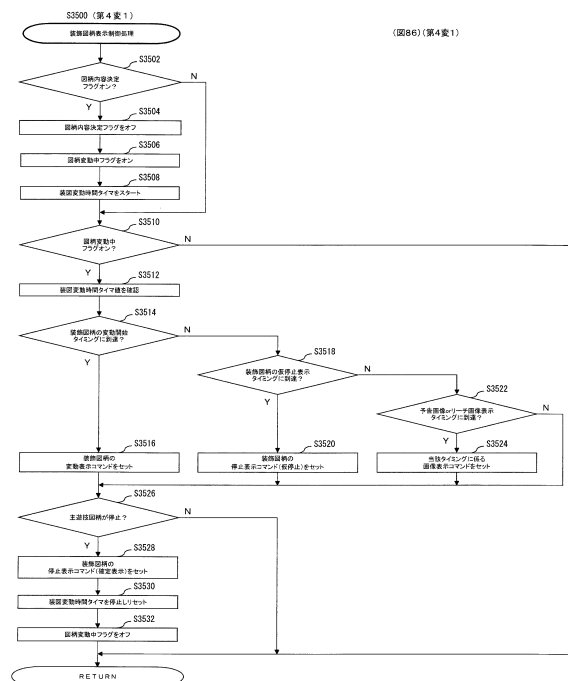 S3500 (第4変1)
(図86)(第4変1)
装飾図柄表示制御処理
S3502
図柄内容決定
フラグオン?
N
Y
S3504
図柄内容決定フラグをオフ
S3506
図柄変動中フラグをオン
S3508
装図変動時間タイマをスタート
S3510
図柄変動中
フラグオン?
N
Y
S3512
装図変動時間タイマ値を確認
S3514
装飾図柄の変動開始
タイミングに到達?
N
Y
S3518
装飾図柄の仮停止表示
タイミングに到達?
N
Y
S3522
予告画像orリーチ画像表示
タイミングに到達?
N
Y
S3516
装飾図柄の
変動表示コマンドをセット
S3520
装飾図柄の
停止表示コマンド(仮停止)をセット
S3524
当該タイミングに係る
画像表示コマンドをセット
S3526
主遊技図柄が停止?
N
Y
S3528
装飾図柄の
停止表示コマンド(確定表示)をセット
S3530
装図変動時間タイマを停止しリセット
S3532
図柄変動中フラグをオフ
RETURN